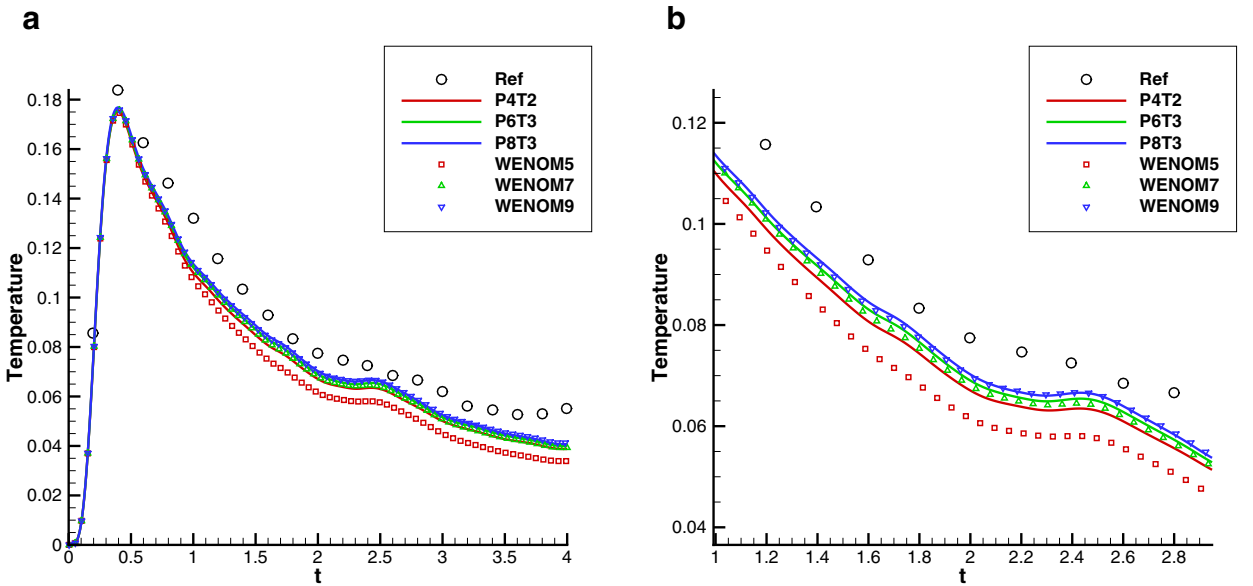 a
Ref
P4T2
P6T3
P8T3
WENOM5
WENOM7
WENOM9
0.18
0.16
0.14
0.12
0.1
0.08
0.06
0.04
0.02
0
Temperature
0 0.5 1 1.5 2 2.5 3 3.5 4
t
b
Ref
P4T2
P6T3
P8T3
WENOM5
WENOM7
WENOM9
0.12
0.1
0.08
0.06
0.04
Temperature
1 1.2 1.4 1.6 1.8 2 2.2 2.4 2.6 2.8
t